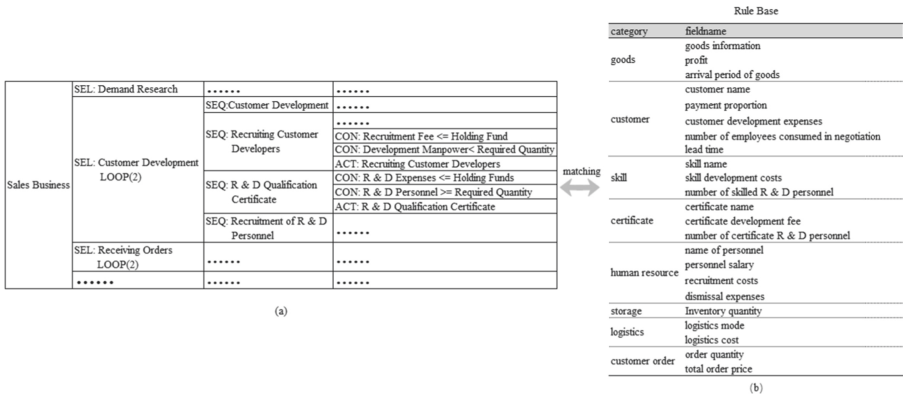 Sales Business
SEL: Demand Research
......
......
SEL: Customer Development
LOOP(2)
SEQ:Customer Development
......
SEQ: Recruiting Customer
Developers
......
CON: Recruitment Fee <= Holding Fund
CON: Development Manpower< Required Quantity
ACT: Recruiting Customer Developers
SEQ: R & D Qualification
Certificate
CON: R & D Expenses <= Holding Funds
CON: R & D Personnel >= Required Quantity
ACT: R & D Qualification Certificate
SEQ: Recruitment of R & D
Personnel
......
SEL: Receiving Orders
LOOP(2)
......
......
......
......
......
(a)
matching
Rule Base
category fieldname
goods
goods information
profit
arrival period of goods
customer
customer name
payment proportion
customer development expenses
number of employees consumed in negotiation
lead time
skill
skill name
skill development costs
number of skilled R & D personnel
certificate
certificate name
certificate development fee
number of certificate R & D personnel
human resource
name of personnel
personnel salary
recruitment costs
dismissal expenses
storage Inventory quantity
logistics
logistics mode
logistics cost
customer order
order quantity
total order price
(b)